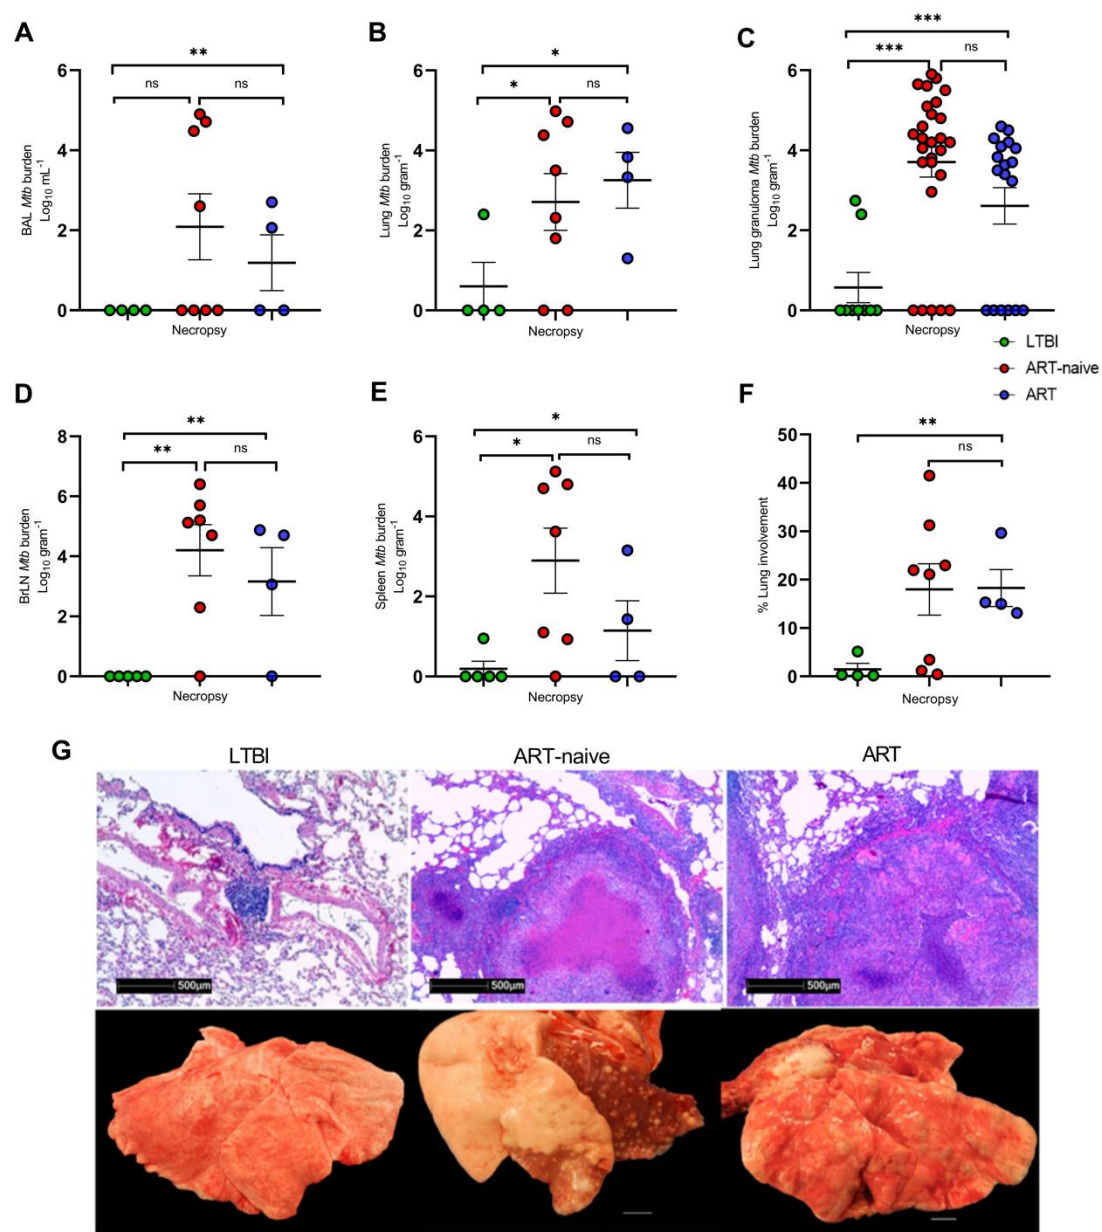 A
**
ns
ns
6
4
2
0
BAL Mtb burden
Log10 mL-1
Necropsy
B
*
*
ns
6
4
2
0
Lung Mtb burden
Log10 gram-1
Necropsy
C
***
***
ns
6
4
2
0
Lung granuloma Mtb burden
Log10 gram-1
Necropsy
LTBI
ART-naive
ART
D
**
**
ns
8
6
4
2
0
BrLN Mtb burden
Log10 gram-1
Necropsy
E
*
*
ns
6
4
2
0
Spleen Mtb burden
Log10 gram-1
Necropsy
F
**
ns
50
40
30
20
10
0
% Lung involvement
Necropsy
G
LTBI
ART-naive
ART
500µm
500µm
500µm